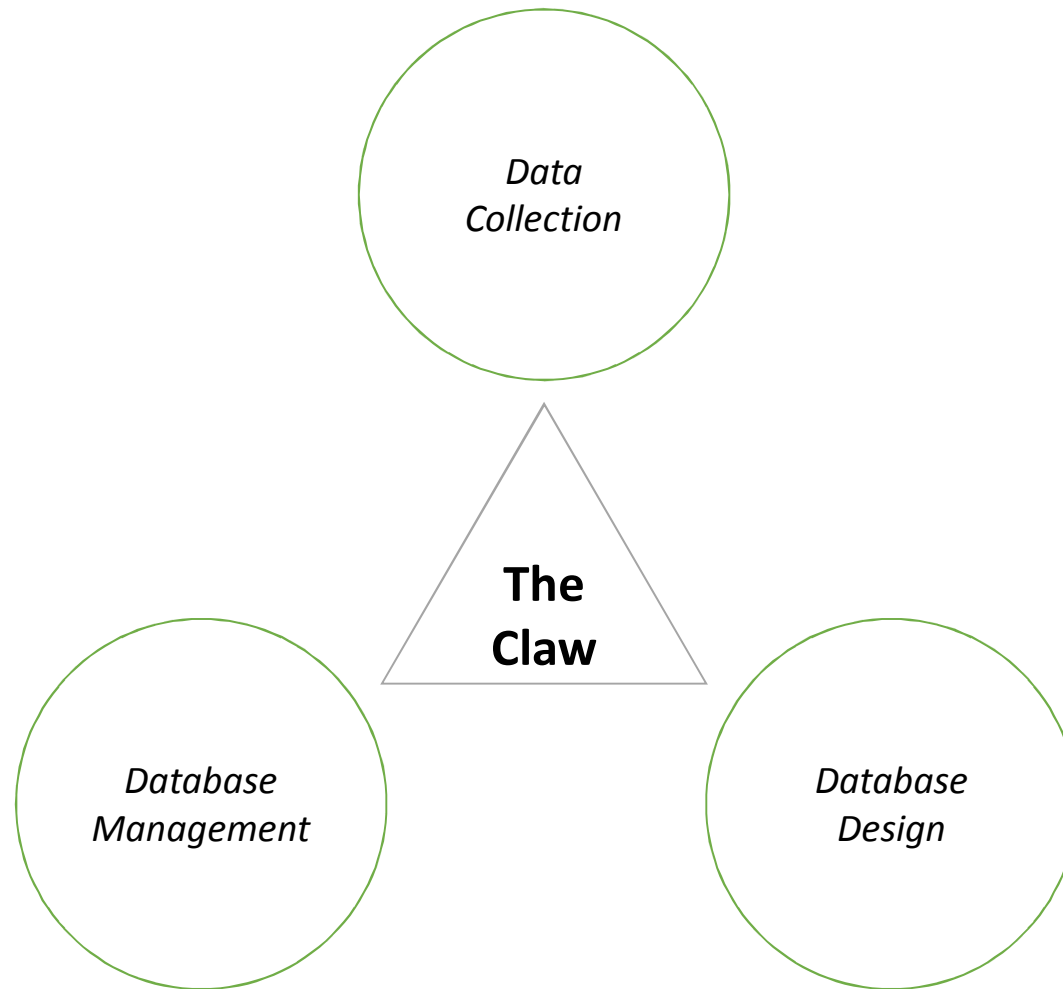 Data
Collection
The
Claw
Database
Management
Database
Design